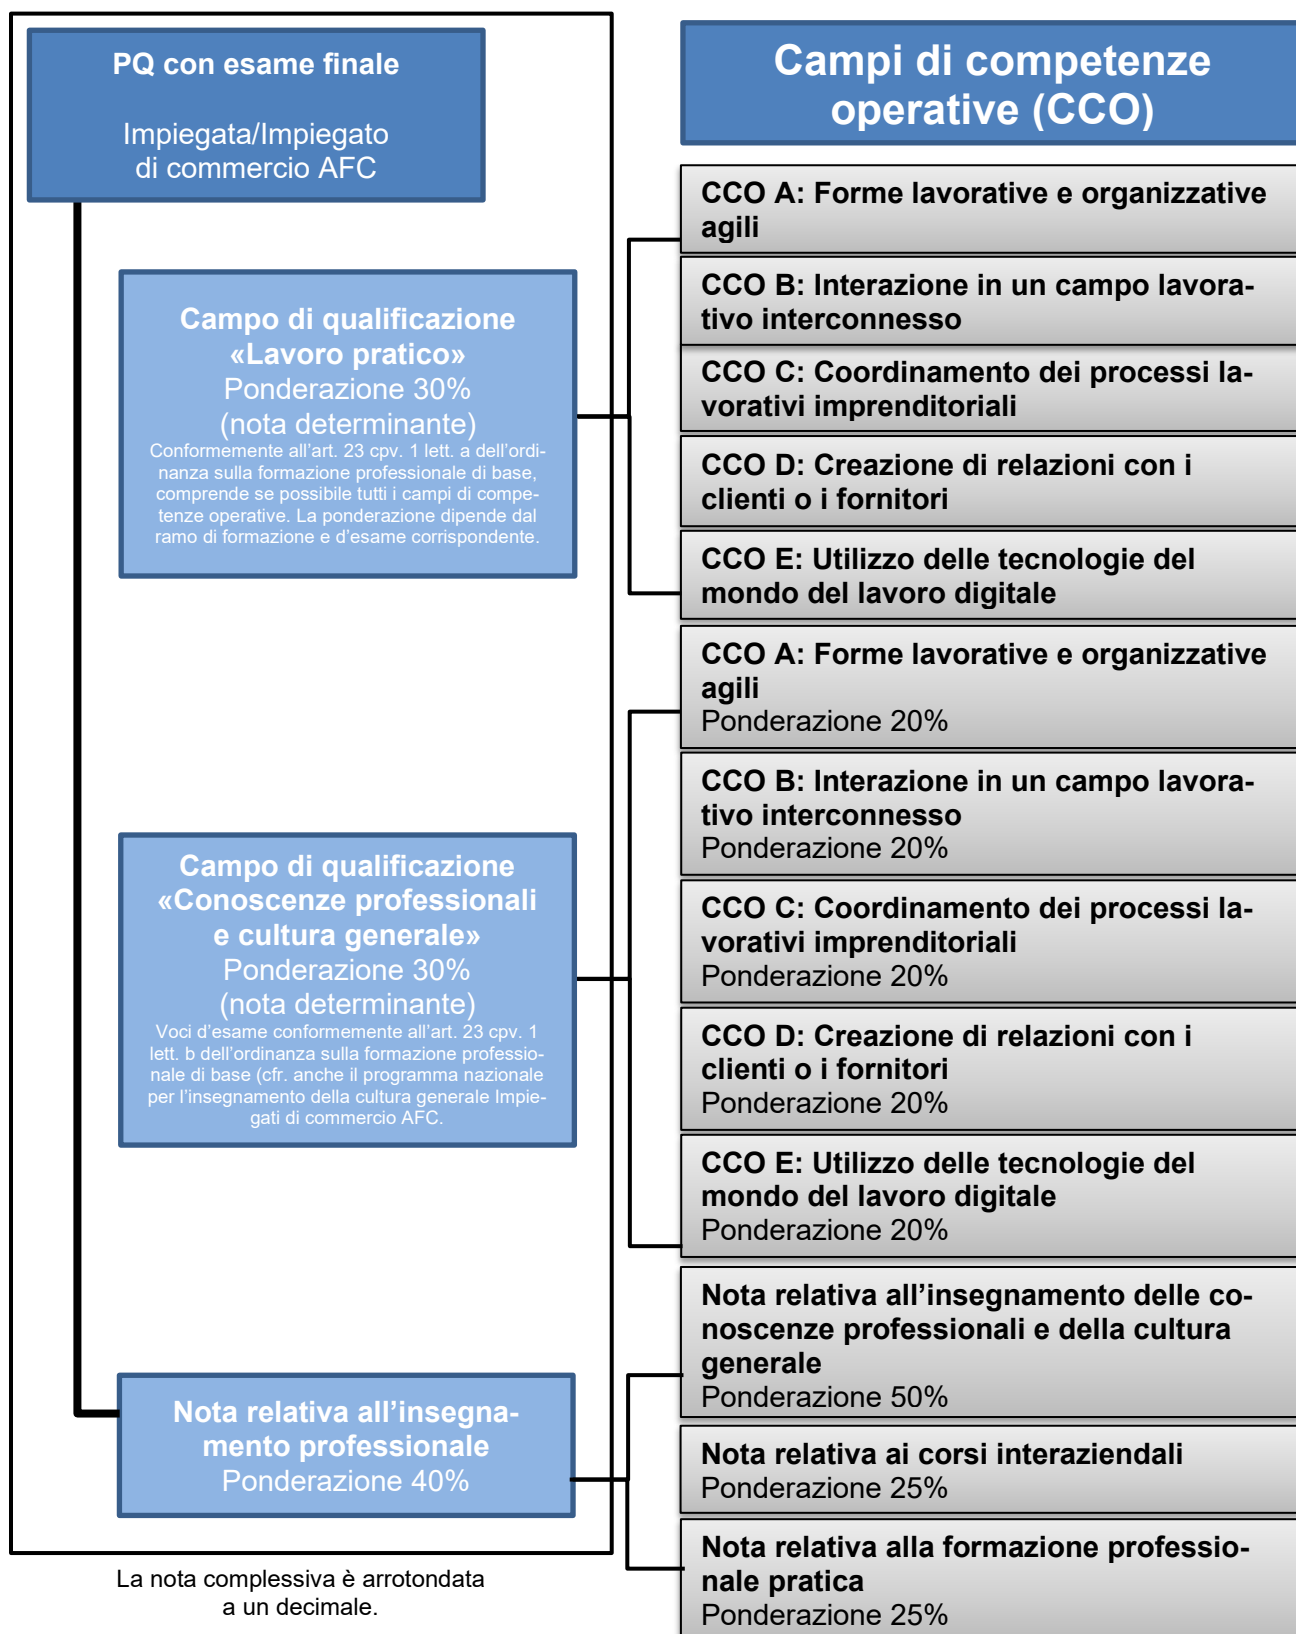 PQ con esame finale
Impiegata/Impiegato
di commercio AFC
Campo di qualificazione
«Lavoro pratico»
Ponderazione 30%
(nota determinante)
Conformemente all'art. 23 cpv. 1 lett. a dell'ordi-
nanza sulla formazione professionale di base,
comprende se possibile tutti i campi di compe-
tenze operative. La ponderazione dipende dal
ramo di formazione e d'esame corrispondente.
Campo di qualificazione
«Conoscenze professionali
e cultura generale»
Ponderazione 30%
(nota determinante)
Voci d'esame conformemente all'art. 23 cpv. 1
lett. b dell'ordinanza sulla formazione professio-
nale di base (cfr. anche il programma nazionale
per l'insegnamento della cultura generale Impie-
gati di commercio AFC.
Nota relativa all'insegna-
mento professionale
Ponderazione 40%
La nota complessiva è arrotondata
a un decimale.
Campi di competenze
operative (CCO)
CCO A: Forme lavorative e organizzative
agili
CCO B: Interazione in un campo lavora-
tivo interconnesso
CCO C: Coordinamento dei processi la-
vorativi imprenditoriali
CCO D: Creazione di relazioni con i
clienti o i fornitori
CCO E: Utilizzo delle tecnologie del
mondo del lavoro digitale
CCO A: Forme lavorative e organizzative
agili
Ponderazione 20%
CCO B: Interazione in un campo lavora-
tivo interconnesso
Ponderazione 20%
CCO C: Coordinamento dei processi la-
vorativi imprenditoriali
Ponderazione 20%
CCO D: Creazione di relazioni con i
clienti o i fornitori
Ponderazione 20%
CCO E: Utilizzo delle tecnologie del
mondo del lavoro digitale
Ponderazione 20%
Nota relativa all'insegnamento delle co-
noscenze professionali e della cultura
generale
Ponderazione 50%
Nota relativa ai corsi interaziendali
Ponderazione 25%
Nota relativa alla formazione professio-
nale pratica
Ponderazione 25%